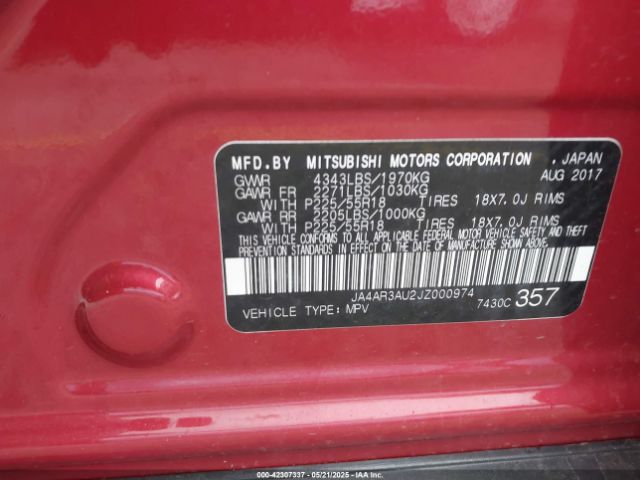 MFD.BY MITSUBISHI MOTORS CORPORATION . JAPAN
GVWR 4343LBS/1970KG AUG 2017
GAWR FR 2271LBS/1030KG
WITH P225/55R18 TIRES 18X7.0J RIMS
GAWR RR 2205LBS/1000KG
WITH P225/55R18 TIRES 18X7.0J RIMS
THIS VEHICLE CONFORMS TO ALL APPLICABLE FEDERAL MOTOR VEHICLE SAFETY AND THEFT
PREVENTION STANDARDS IN EFFECT ON THE DATE OF MANUFACTURE SHOWN ABOVE.
JA4AR3AU2JZ000974
VEHICLE TYPE: MPV 7430C 357
000-42307337 - 05/21/2025 - IAAI.COM